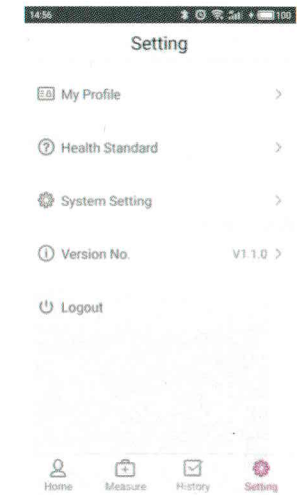 14:56 100
Setting
My Profile
Health Standard
System Setting
Version No. V1.1.0
Logout
Home Measure History Setting